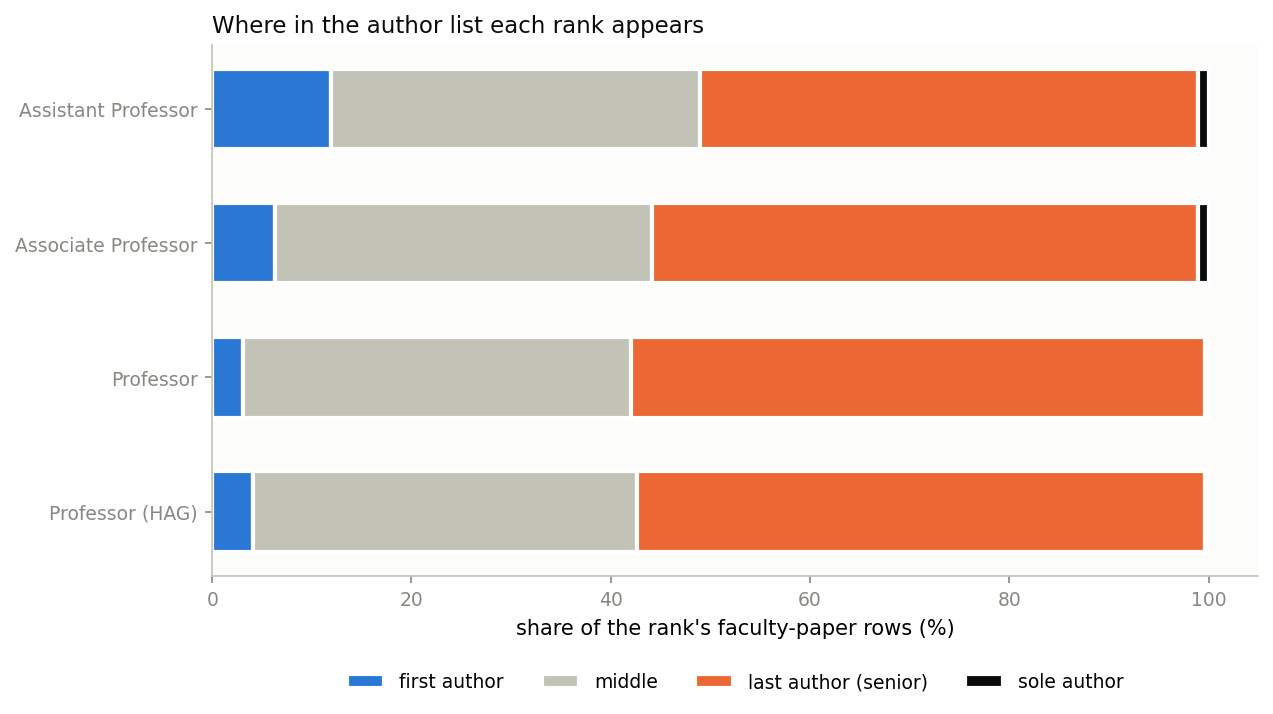 Where in the author list each rank appears
Assistant Professor
Associate Professor
Professor
Professor (HAG)
0 20 40 60 80 100
share of the rank's faculty-paper rows (%)
first author middle last author (senior) sole author